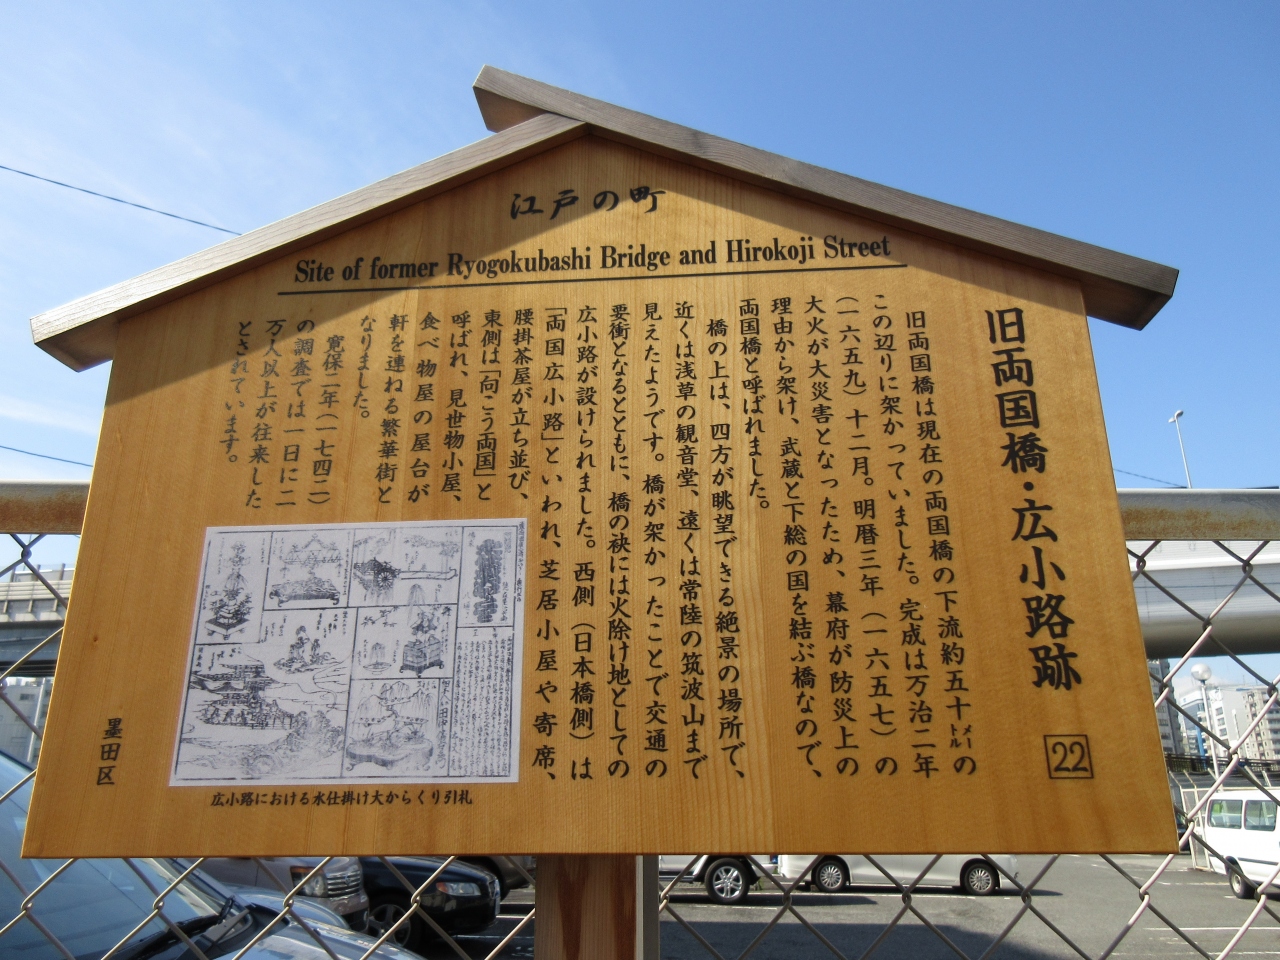 江戸の町
Site of former Ryogokubashi Bridge and Hirokoji Street
旧両国橋・広小路跡
22
旧両国橋は現在の両国橋の下流約五十メートルの
この辺りに架かっていました。完成は万治二年
(一六五九)十二月。明暦三年(一六五七)の
大火が大災害となったため、幕府が防災上の
理由から架け、武蔵と下総の国を結ぶ橋なので、
両国橋と呼ばれました。
橋の上は、四方が眺望できる絶景の場所で、
近くは浅草の観音堂、遠くは常陸の筑波山まで
見えたようです。橋が架かったことで交通の
要衝となるとともに、橋の袂には火除け地としての
広小路が設けられました。西側(日本橋側)は
「両国広小路」といわれ、芝居小屋や寄席、
腰掛茶屋が立ち並び、
東側は「向こう両国」と
呼ばれ、見世物小屋、
食べ物屋の屋台が
軒を連ねる繁華街と
なりました。
寛保二年(一七四二)
の調査では一日に二
万人以上が往来した
とされています。
広小路における水仕掛け大からくり引札
墨田区